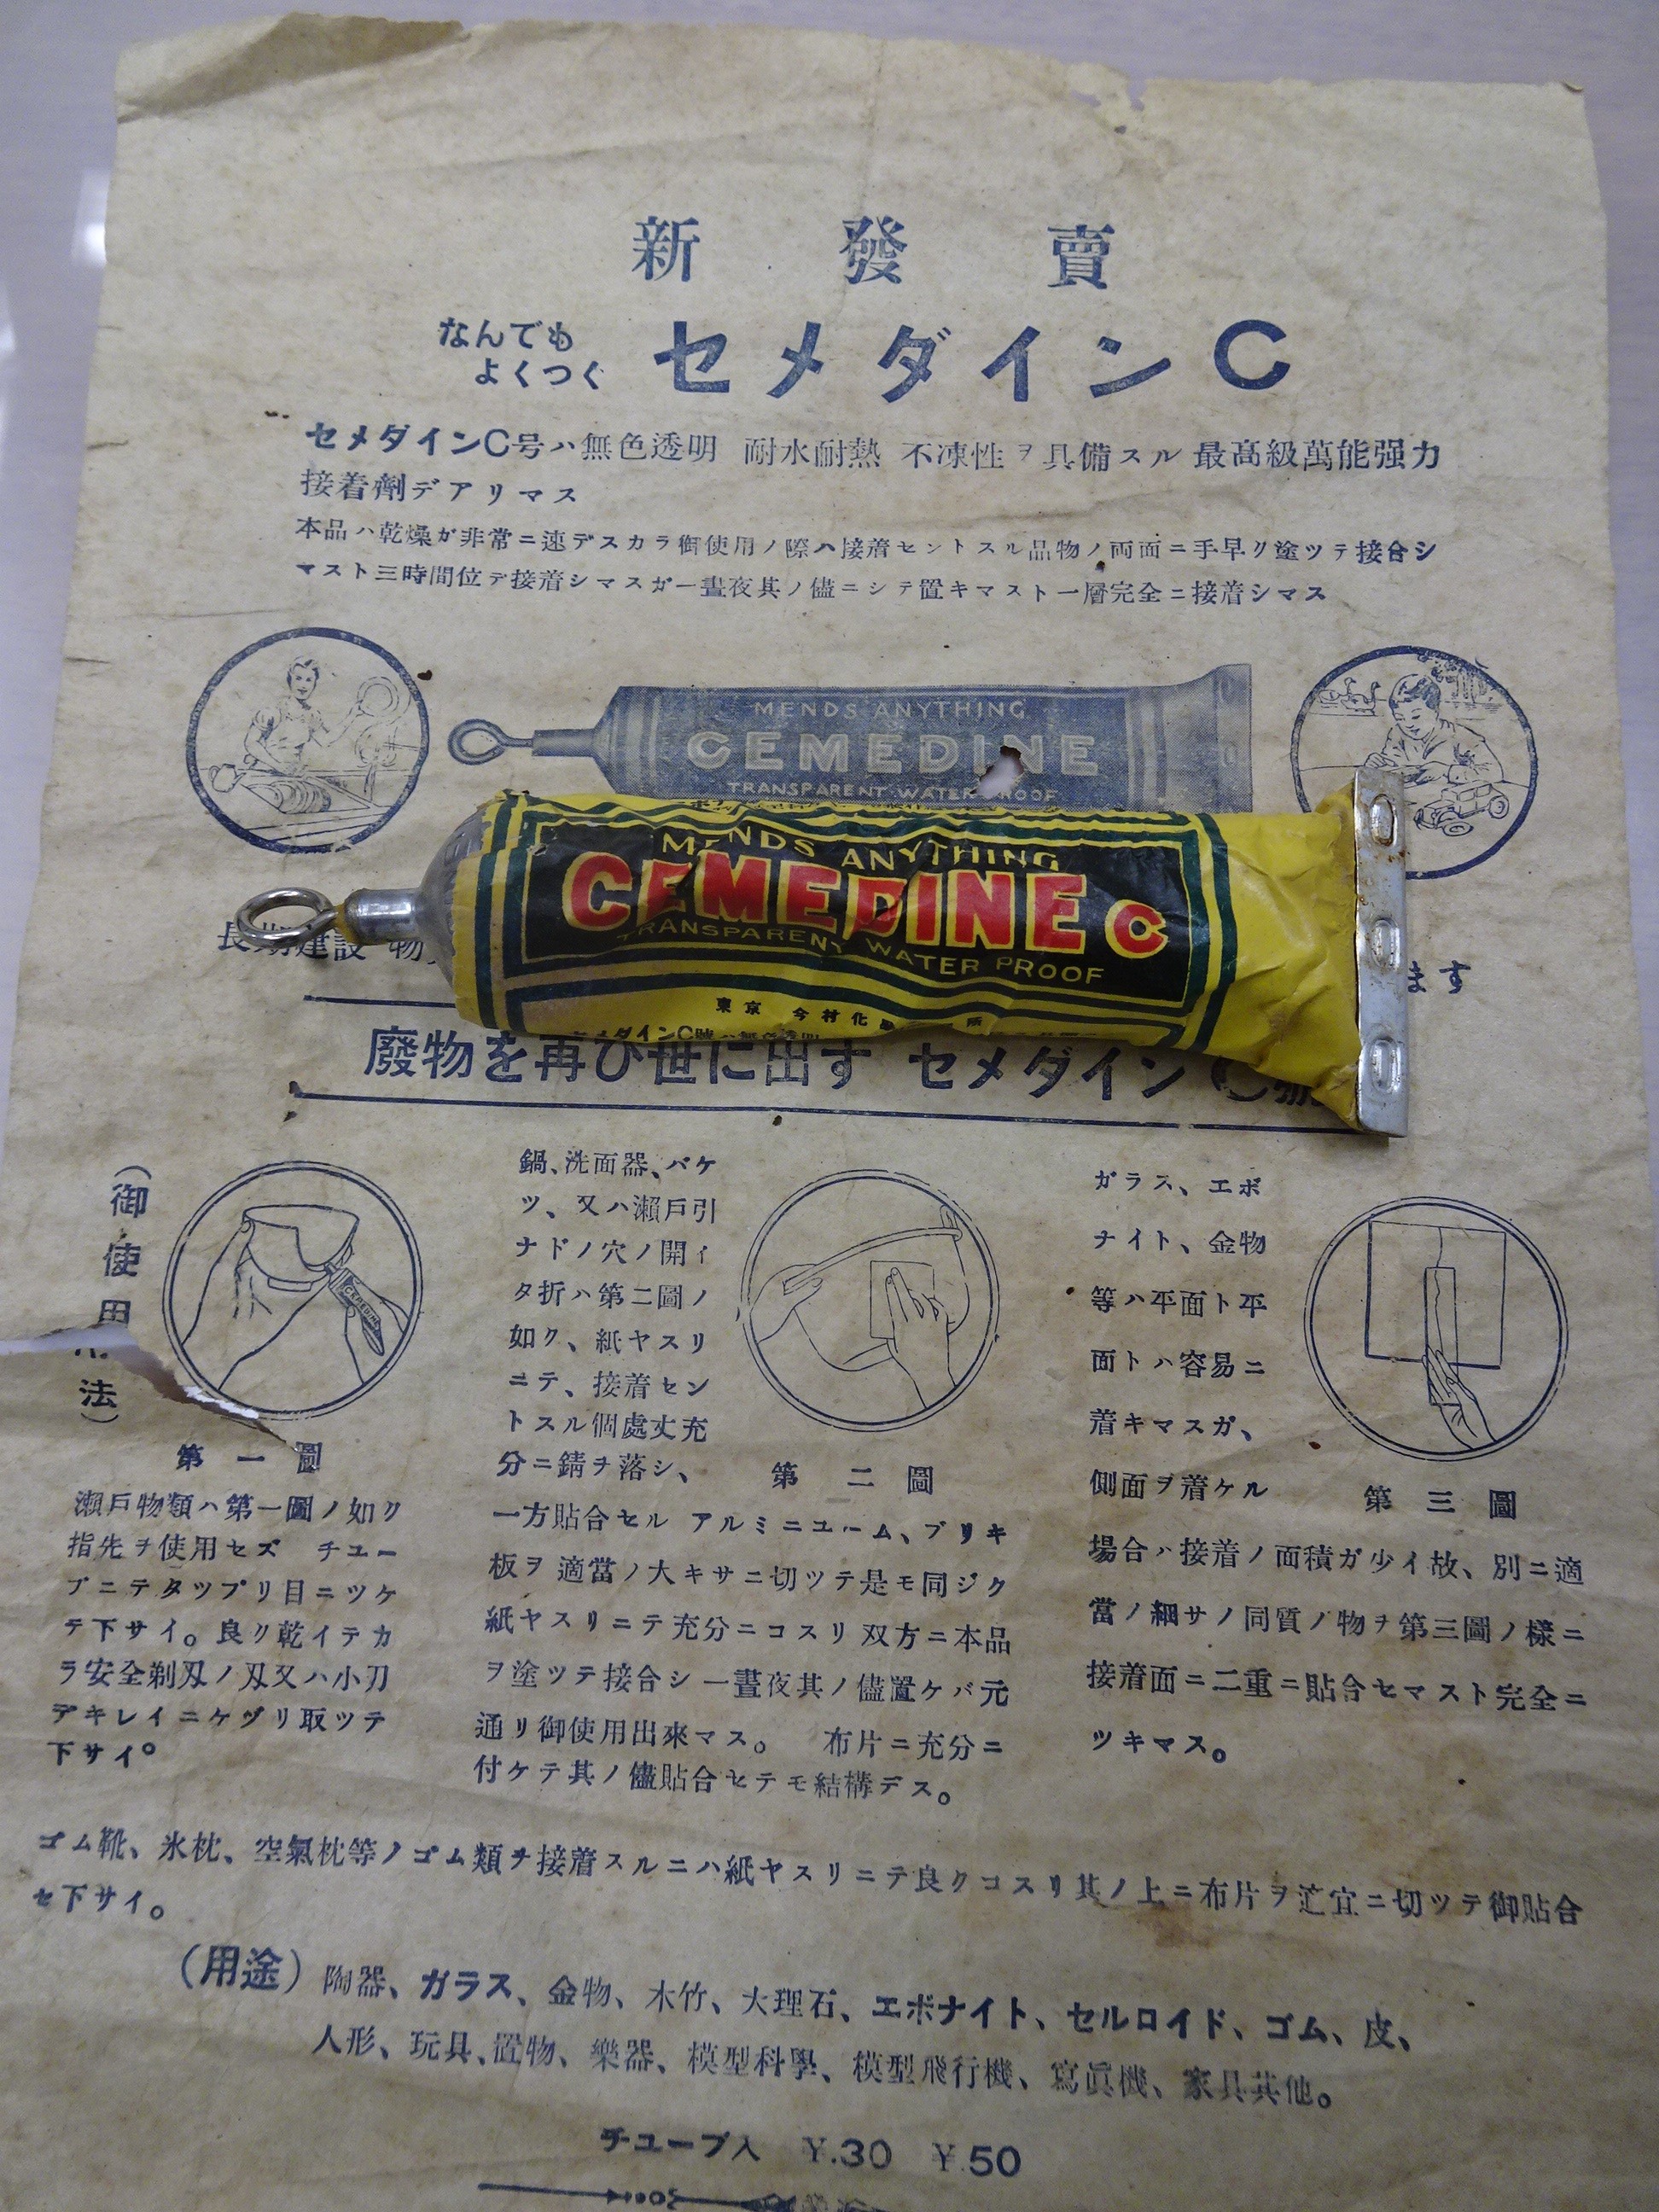 新發賣
なんでも
よくつぐ
セメダインC
セメダインC号ハ無色透明 耐水耐熱 不凍性ヲ具備スル 最高級萬能强力
接着劑デアリマス
本品ハ乾燥ガ非常ニ速デスカラ御使用ノ際ハ接着セントスル品物ノ両面ニ手早リ塗ツテ接合シ
マスト三時間位デ接着シマスガ一晝夜其ノ儘ニシテ置キマスト一層完全ニ接着シマス
MENDS ANYTHING
CEMEDINE
TRANSPARENT-WATER PROOF
MENDS ANYTHING
CEMEDINE C
TRANSPARENT WATER PROOF
東京 今村化 所
セメダインC號ハ無色透明
長期建設 物
ます
廢物を再び世に出す セメダインC號
(御使用法)
CEMEDINE
第一圖
瀨戸物類ハ第一圖ノ如ク
指先ヲ使用セズ チユー
ブニテタツプリ目ニツケ
テ下サイ。良ク乾イテカ
ラ安全剃刄ノ刄又ハ小刀
デキレイニケヅリ取ツテ
下サイ。
鍋、洗面器、バケ
ツ、又ハ瀨戸引
ナドノ穴ノ開イ
タ折ハ第二圖ノ
如ク、紙ヤスリ
ニテ、接着セン
トスル個處丈充
分ニ錆ヲ落シ、
第二圖
一方貼合セル アルミニユーム、ブリキ
板ヲ適當ノ大キサニ切ツテ是モ同ジク
紙ヤスリニテ充分ニコスリ双方ニ本品
ヲ塗ツテ接合シ一晝夜其ノ儘置ケバ元
通リ御使用出來マス。 布片ニ充分ニ
付ケテ其ノ儘貼合セテモ結構デス。
ガラス、エボ
ナイト、金物
等ハ平面ト平
面トハ容易ニ
着キマスガ、
側面ヲ着ケル
第三圖
場合ハ接着ノ面積ガ少イ故、別ニ適
當ノ細サノ同質ノ物ヲ第三圖ノ樣ニ
接着面ニ二重ニ貼合セマスト完全ニ
ツキマス。
ゴム靴、氷枕、空氣枕等ノゴム類ヲ接着スルニハ紙ヤスリニテ良クコスリ其ノ上ニ布片ヲ適宜ニ切ツテ御貼合
セ下サイ。
(用途) 陶器、ガラス、金物、木竹、大理石、エボナイト、セルロイド、ゴム、皮、
人形、玩具、置物、樂器、模型科學、模型飛行機、寫眞機、家具其他。
チユーブ入 ¥.30 ¥.50